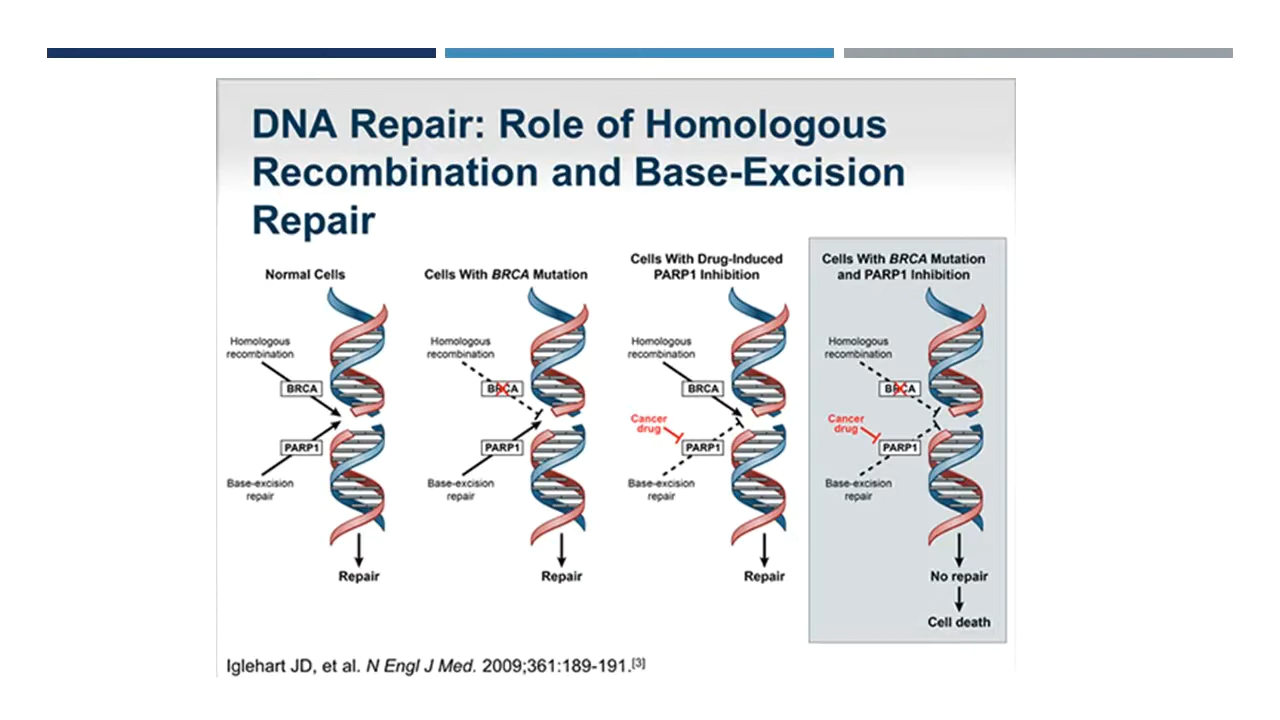 DNA Repair: Role of Homologous
Recombination and Base-Excision
Repair
Normal Cells
Homologous
recombination
BRCA
PARP1
Base-excision
repair
Repair
Cells With BRCA Mutation
Homologous
recombination
BRCA
PARP1
Base-excision
repair
Repair
Cells With Drug-Induced
PARP1 Inhibition
Homologous
recombination
BRCA
Cancer
drug
PARP1
Base-excision
repair
Repair
Cells With BRCA Mutation
and PARP1 Inhibition
Homologous
recombination
BRCA
Cancer
drug
PARP1
Base-excision
repair
No repair
Cell death
Iglehart JD, et al. N Engl J Med. 2009;361:189-191.[3]